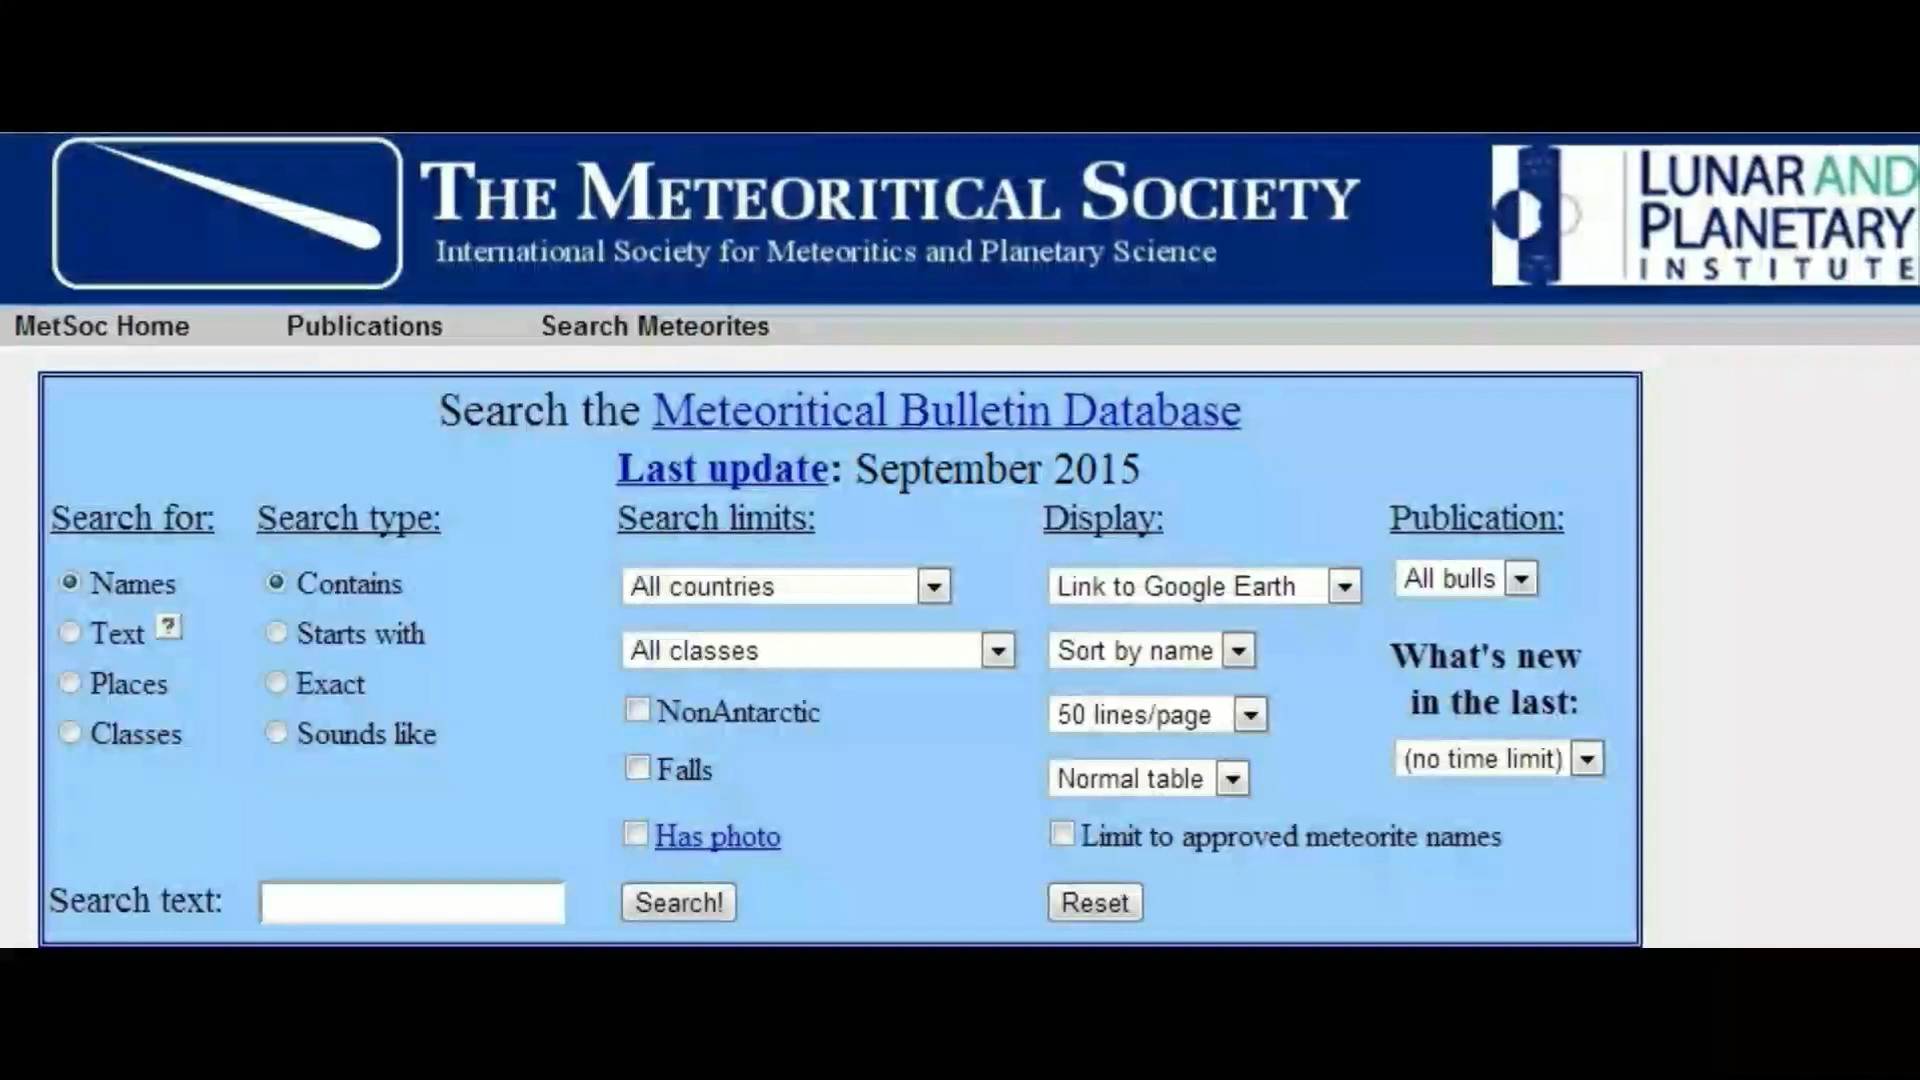 THE METEORITICAL SOCIETY
International Society for Meteoritics and Planetary Science
LUNAR AND
PLANETARY
INSTITUTE
MetSoc Home Publications Search Meteorites
Search the Meteoritical Bulletin Database
Last update: September 2015
Search for: Search type: Search limits: Display: Publication:
Names Contains All countries Link to Google Earth All bulls
Text ? Starts with All classes Sort by name What's new
in the last:
Places Exact NonAntarctic 50 lines/page
Classes Sounds like Falls Normal table (no time limit)
Has photo Limit to approved meteorite names
Search text: Search! Reset